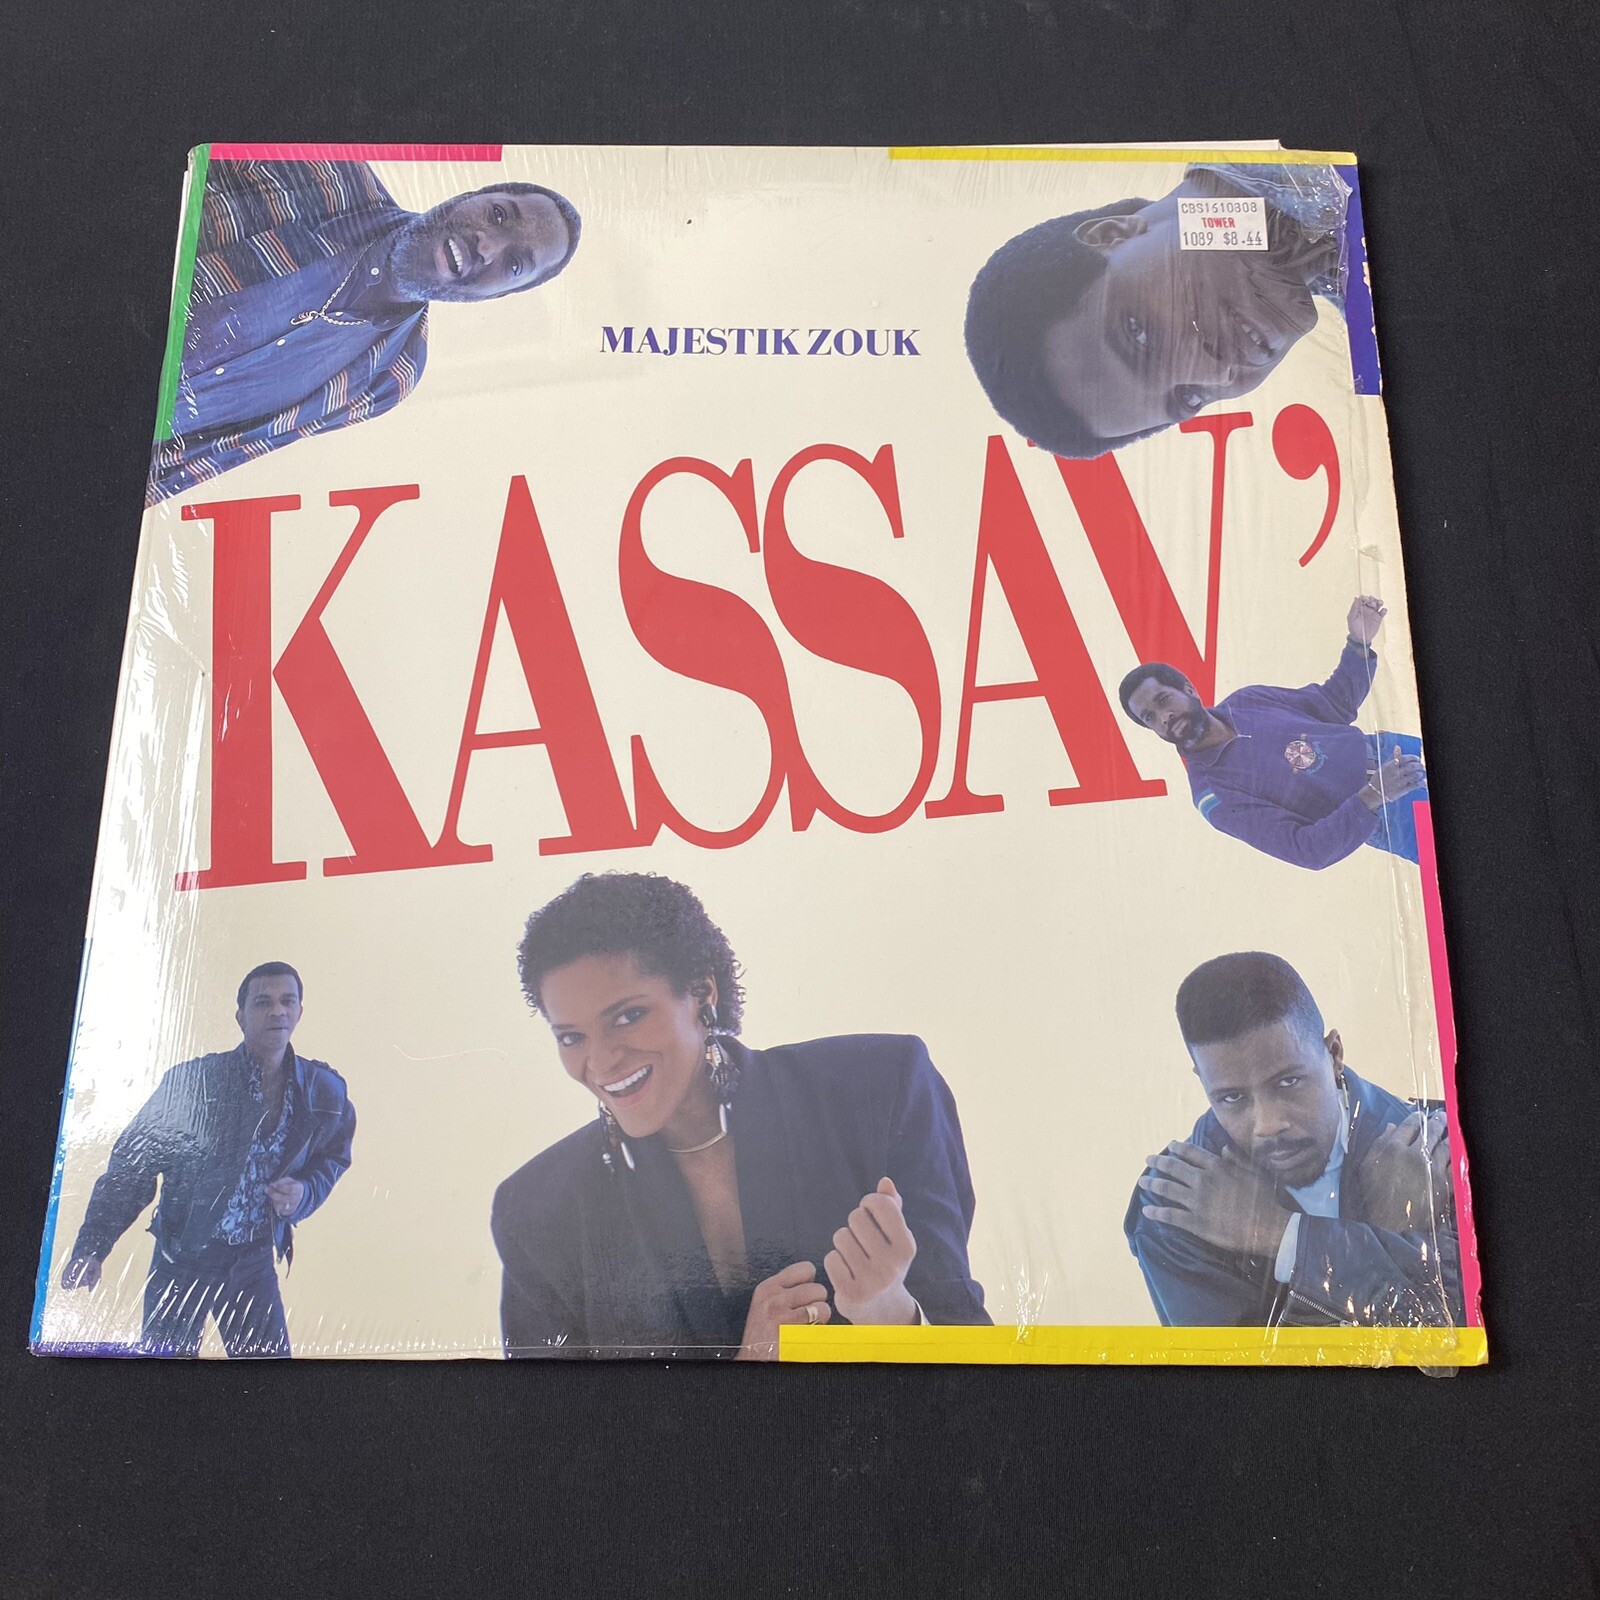 CBS1610808
TOWER
1089 $8.44
MAJESTIK ZOUK
KASSAV'